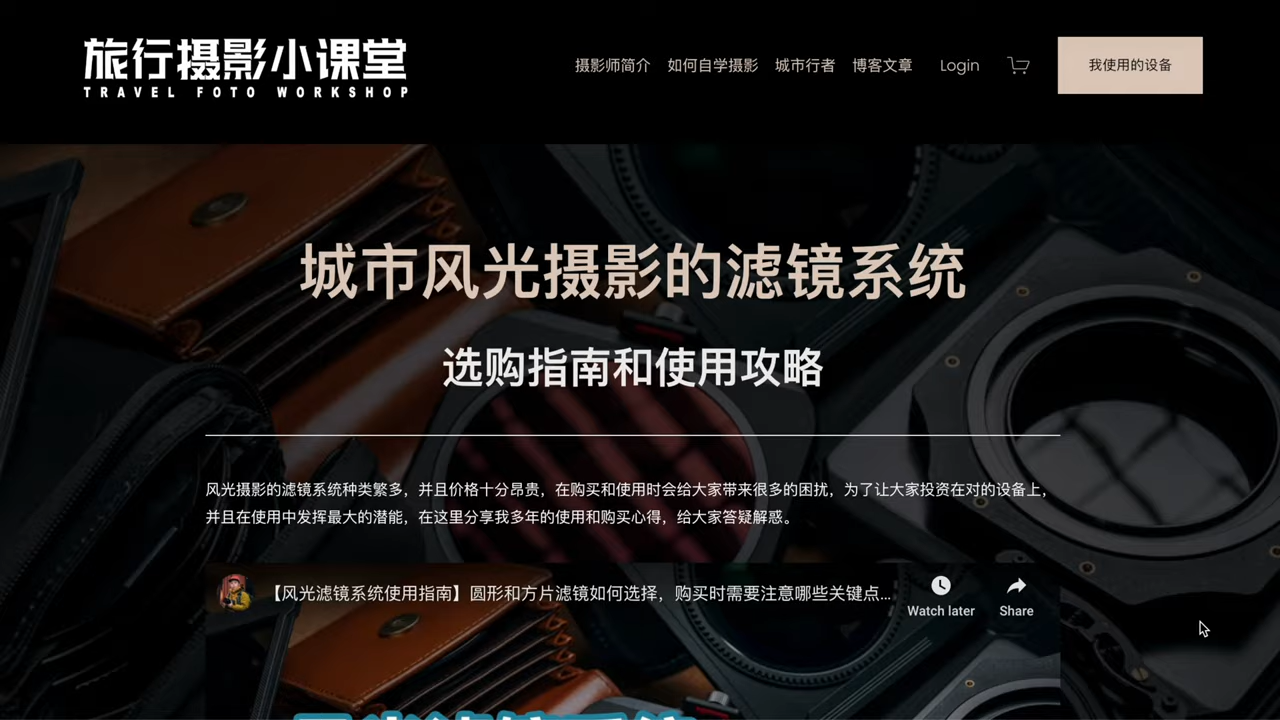 旅行摄影小课堂
TRAVEL FOTO WORKSHOP
摄影师简介 如何自学摄影 城市行者 博客文章 Login 我使用的设备
城市风光摄影的滤镜系统
选购指南和使用攻略
风光摄影的滤镜系统种类繁多，并且价格十分昂贵，在购买和使用时会给大家带来很多的困扰，为了让大家投资在对的设备上，
并且在使用中发挥最大的潜能，在这里分享我多年的使用和购买心得，给大家答疑解惑。
【风光滤镜系统使用指南】圆形和方片滤镜如何选择，购买时需要注意哪些关键点...
Watch later Share